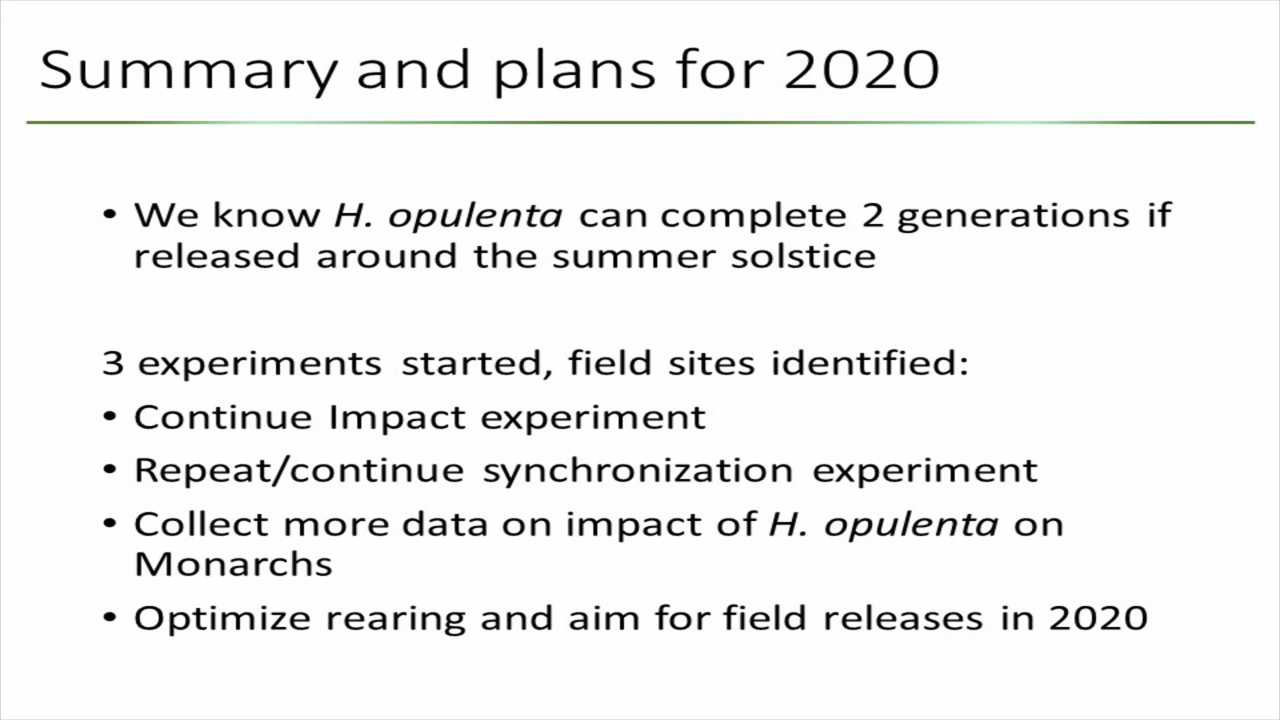 Summary and plans for 2020
• We know H. opulenta can complete 2 generations if
released around the summer solstice
3 experiments started, field sites identified:
• Continue Impact experiment
• Repeat/continue synchronization experiment
• Collect more data on impact of H. opulenta on
Monarchs
• Optimize rearing and aim for field releases in 2020